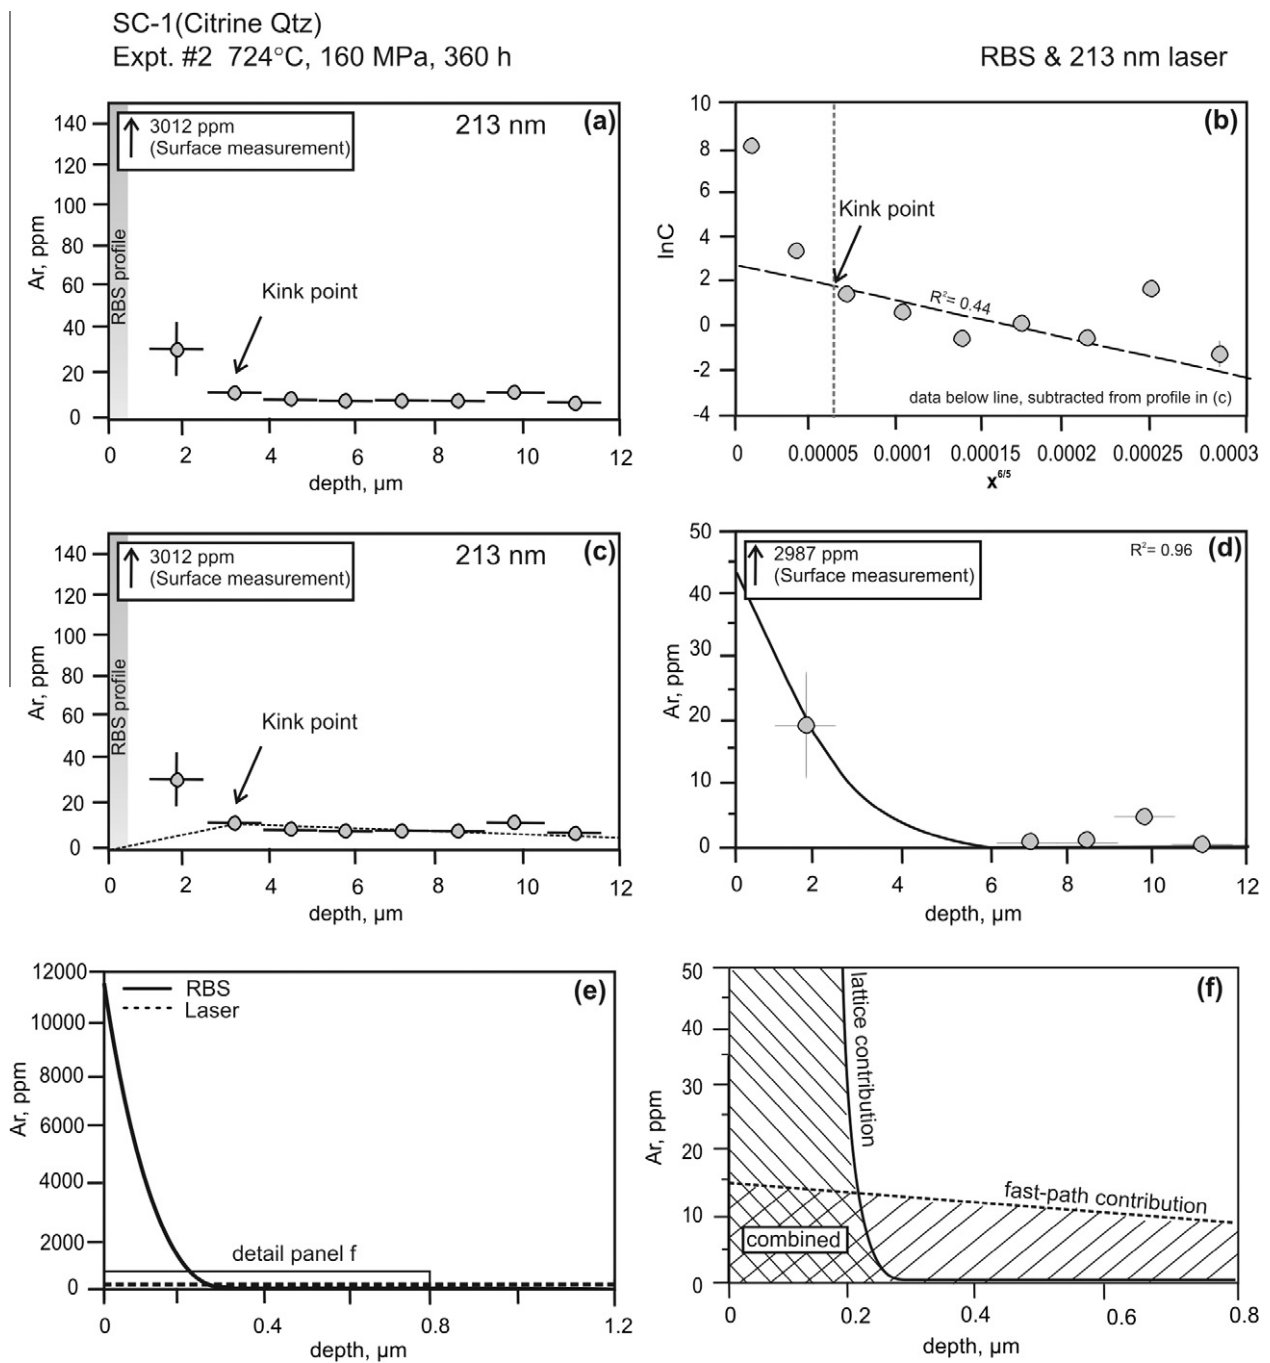 SC-1(Citrine Qtz)
Expt. #2 724°C, 160 MPa, 360 h
RBS & 213 nm laser
(a)
213 nm
3012 ppm
(Surface measurement)
RBS profile
Kink point
Ar, ppm
140
120
100
80
60
40
20
0
0 2 4 6 8 10 12
depth, µm
(b)
Kink point
R²= 0.44
data below line, subtracted from profile in (c)
lnC
10
8
6
4
2
0
-2
-4
0 0.00005 0.0001 0.00015 0.0002 0.00025 0.0003
x^6/5
(c)
213 nm
3012 ppm
(Surface measurement)
RBS profile
Kink point
Ar, ppm
140
120
100
80
60
40
20
0
0 2 4 6 8 10 12
depth, µm
(d)
R²= 0.96
2987 ppm
(Surface measurement)
Ar, ppm
50
40
30
20
10
0
0 2 4 6 8 10 12
depth, µm
(e)
RBS
Laser
detail panel f
Ar, ppm
12000
10000
8000
6000
4000
2000
0
0 0.4 0.8 1.2
depth, µm
(f)
lattice contribution
fast-path contribution
combined
Ar, ppm
50
40
30
20
10
0
0 0.2 0.4 0.6 0.8
depth, µm